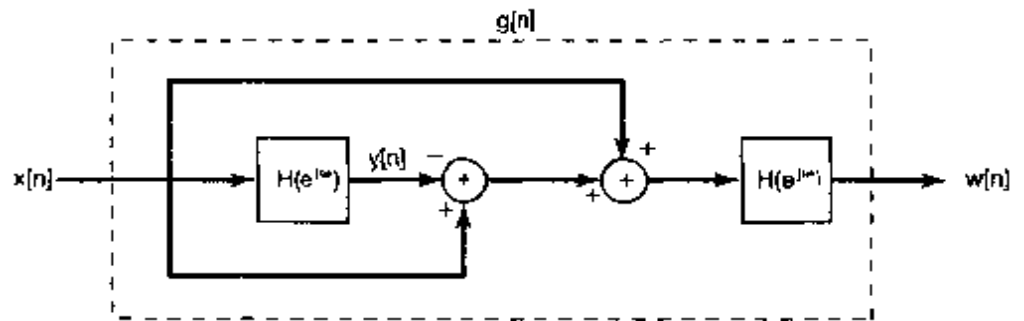 g[n]
x[n]
H(e^jω)
y[n]
−
+
+
+
+
+
H(e^jω)
w[n]